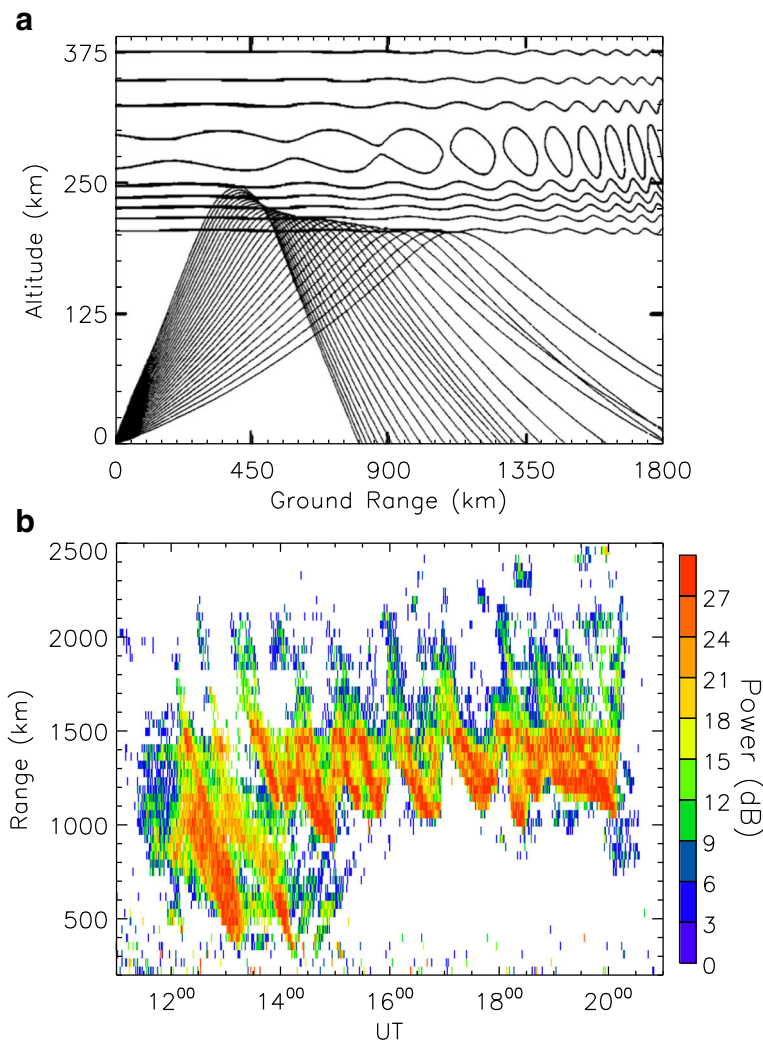 a
375
250
125
0
Altitude (km)
0 450 900 1350 1800
Ground Range (km)
b
2500
2000
1500
1000
500
Range (km)
12⁰⁰ 14⁰⁰ 16⁰⁰ 18⁰⁰ 20⁰⁰
UT
27
24
21
18
15
12
9
6
3
0
Power (dB)